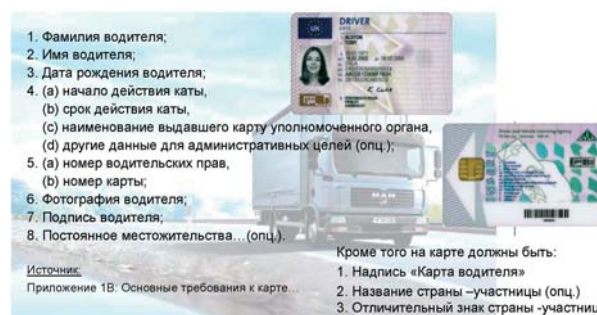 1. Фамилия водителя;
2. Имя водителя;
3. Дата рождения водителя;
4. (a) начало действия каты,
(b) срок действия каты,
(c) наименование выдавшего карту уполномоченного органа,
(d) другие данные для административных целей (опц.);
5. (a) номер водительских прав,
(b) номер карты;
6. Фотография водителя;
7. Подпись водителя;
8. Постоянное местожительства…(опц.).
Источник:
Приложение 1В: Основные требования к карте…
DRIVER
UK
MAN
Кроме того на карте должны быть:
1. Надпись «Карта водителя»
2. Название страны –участницы (опц.)
3. Отличительный знак страны -участниц